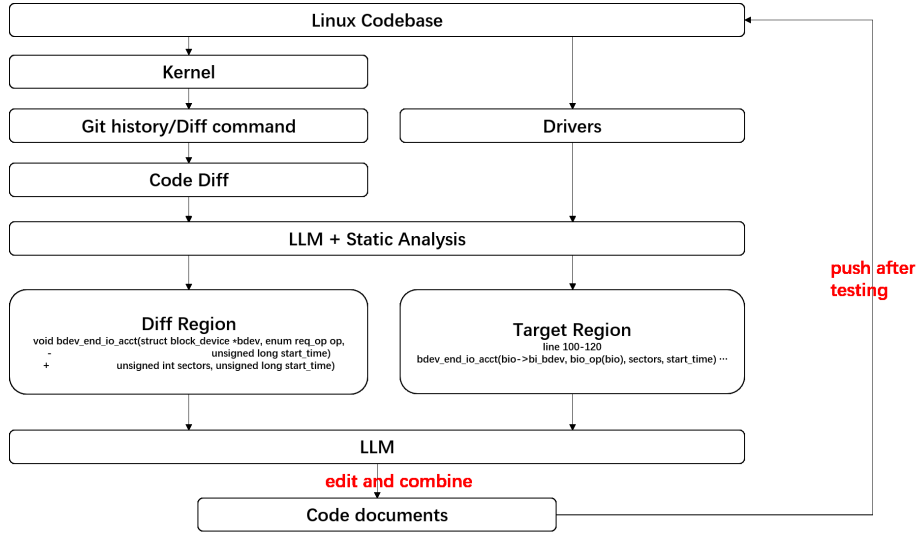 Linux Codebase
Kernel
Git history/Diff command
Drivers
Code Diff
LLM + Static Analysis
push after
testing
Diff Region
void bdev_end_io_acct(struct block_device *bdev, enum req_op op,
- unsigned long start_time)
+ unsigned int sectors, unsigned long start_time)
Target Region
line 100-120
bdev_end_io_acct(bio->bi_bdev, bio_op(bio), sectors, start_time) ···
LLM
edit and combine
Code documents